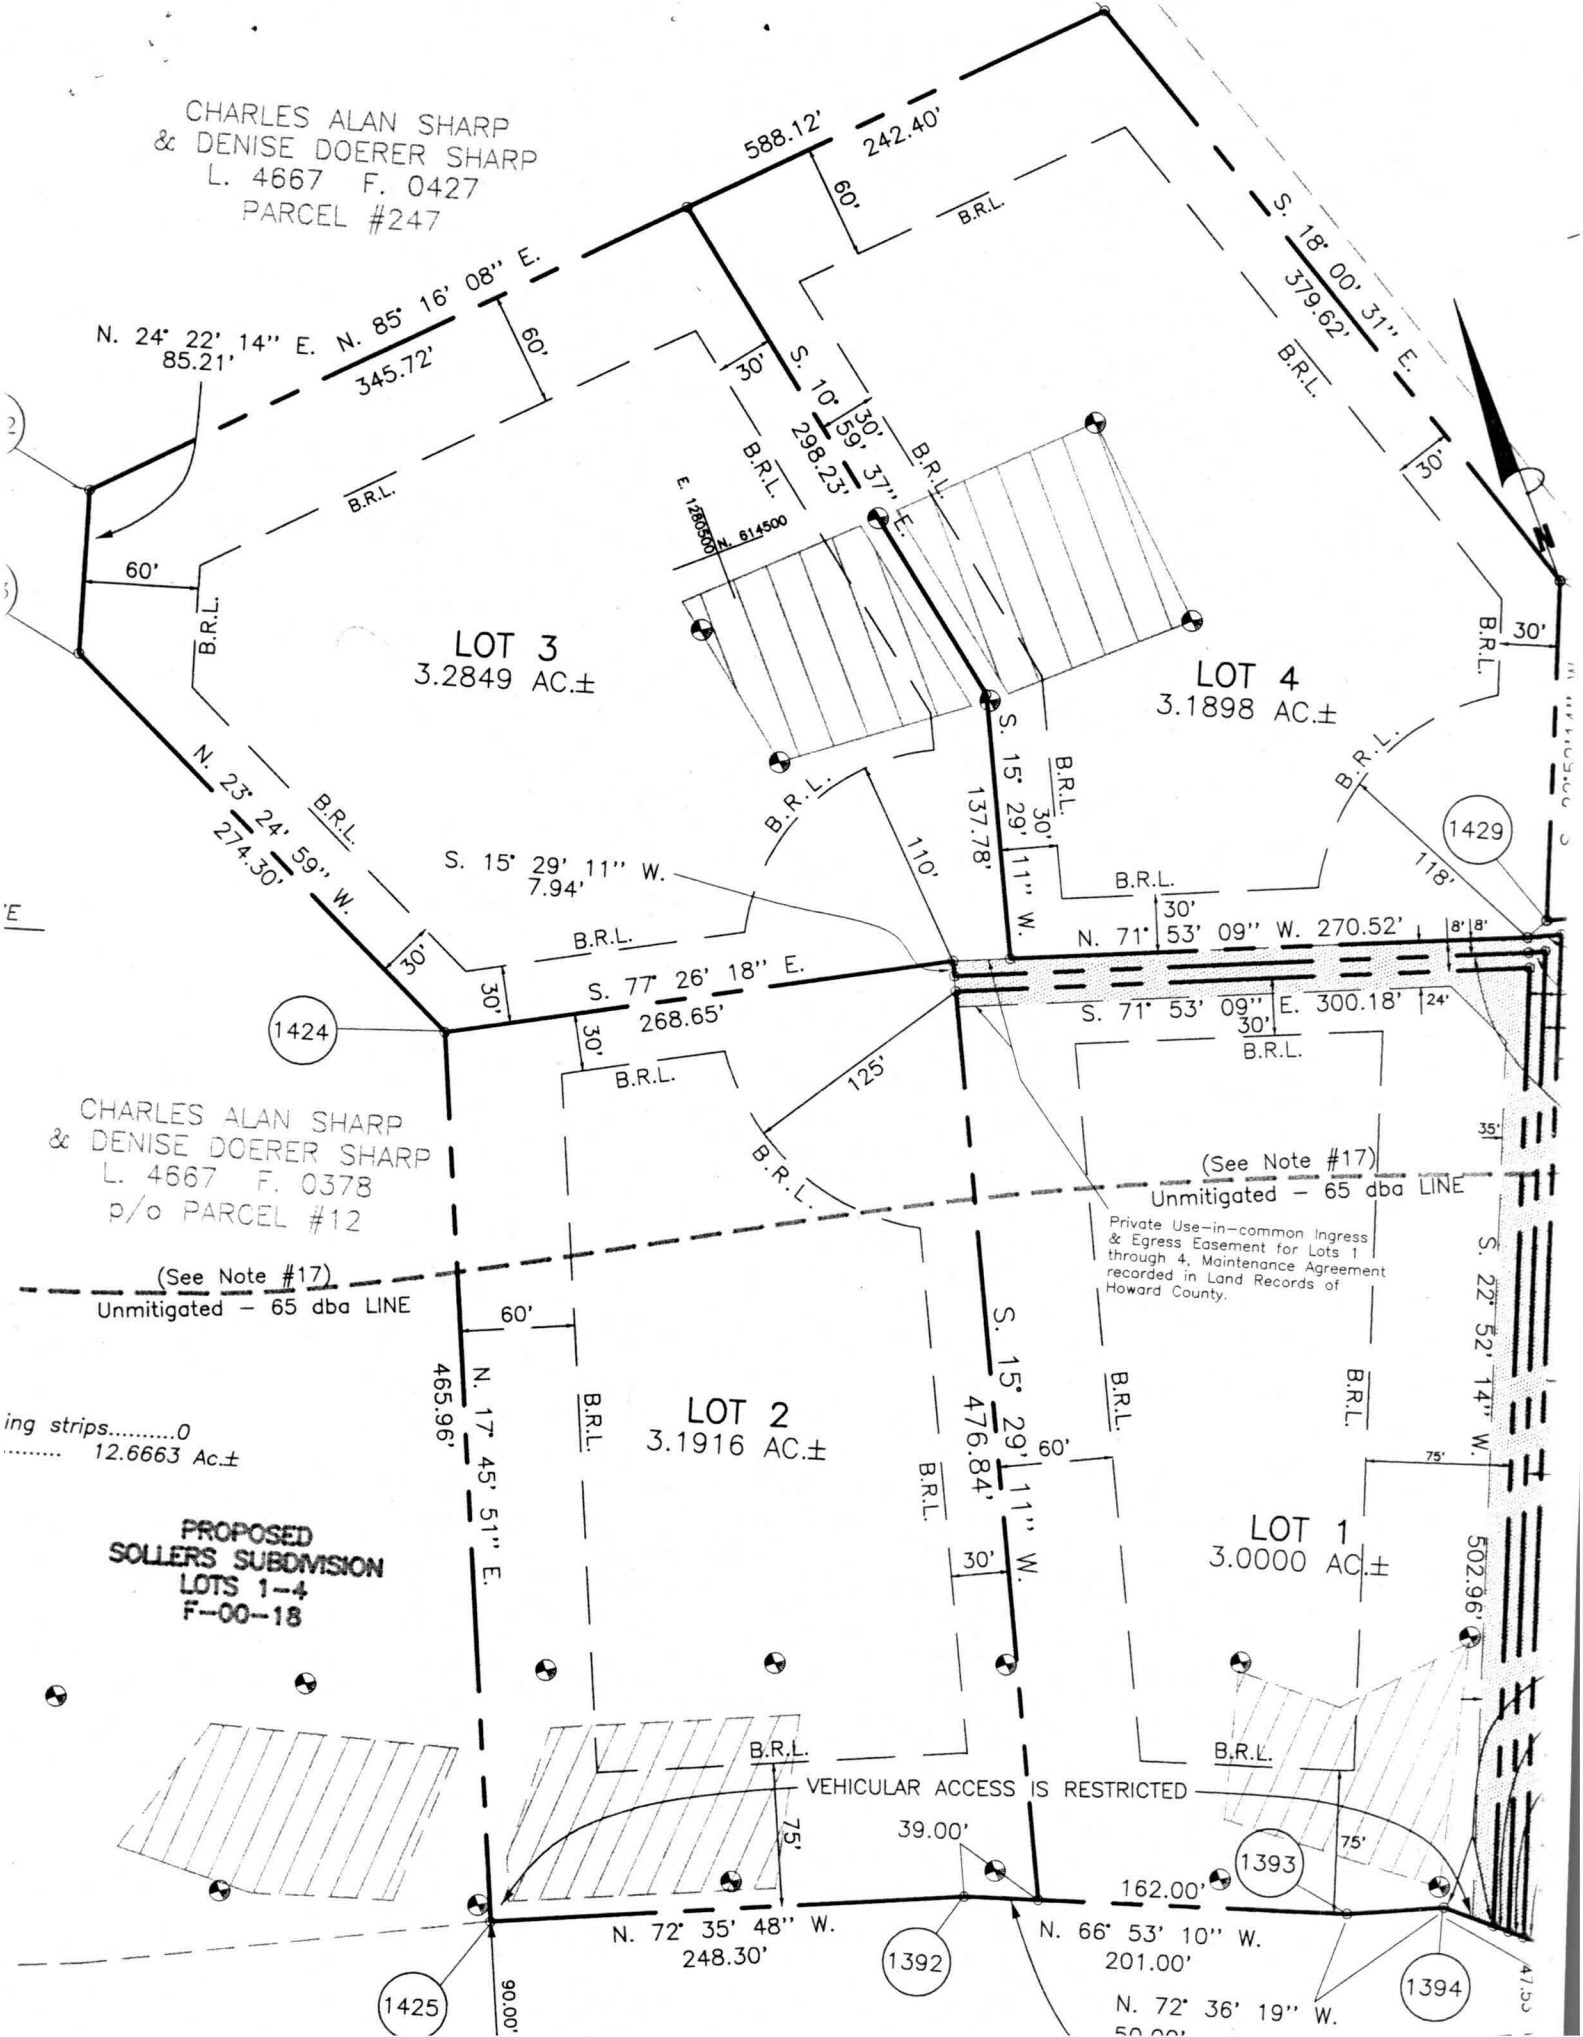 CHARLES ALAN SHARP
& DENISE DOERER SHARP
L. 4667 F. 0427
PARCEL #247
588.12'
242.40'
60'
B.R.L.
S. 18° 00' 31" E.
379.62'
B.R.L.
30'
N. 24° 22' 14" E.
85.21'
N. 85° 16' 08" E.
345.72'
60'
B.R.L.
30'
S. 10° 59' 37" E.
298.23'
30'
B.R.L.
B.R.L.
E. 1280500
N. 614500
N
60'
B.R.L.
LOT 3
3.2849 AC.±
LOT 4
3.1898 AC.±
B.R.L.
30'
N. 23° 24' 59" W.
274.30'
B.R.L.
30'
B.R.L.
110'
S. 15° 29' 11" W.
7.94'
S. 15° 29' 11" W.
137.78'
30'
B.R.L.
B.R.L.
118'
1429
B.R.L.
30'
N. 71° 53' 09" W. 270.52'
8' 8'
B.R.L.
30'
S. 77° 26' 18" E.
268.65'
1424
30'
B.R.L.
S. 71° 53' 09" E. 300.18'
24'
30'
B.R.L.
125'
B.R.L.
35'
CHARLES ALAN SHARP
& DENISE DOERER SHARP
L. 4667 F. 0378
p/o PARCEL #12
(See Note #17)
Unmitigated - 65 dba LINE
(See Note #17)
Unmitigated - 65 dba LINE
Private Use-in-common Ingress
& Egress Easement for Lots 1
through 4, Maintenance Agreement
recorded in Land Records of
Howard County.
60'
N. 17° 45' 51" E.
465.96'
B.R.L.
LOT 2
3.1916 AC.±
B.R.L.
S. 15° 29' 11" W.
476.84'
30'
60'
B.R.L.
B.R.L.
75'
S. 22° 52' 14" W.
502.96'
LOT 1
3.0000 AC.±
ing strips..........0
......... 12.6663 Ac.±
PROPOSED
SOLLERS SUBDIVISION
LOTS 1-4
F-00-18
B.R.L.
B.R.L.
VEHICULAR ACCESS IS RESTRICTED
75'
39.00'
75'
1393
162.00'
N. 72° 35' 48" W.
248.30'
1392
N. 66° 53' 10" W.
201.00'
1394
1425
90.00'
N. 72° 36' 19" W.
50.00'